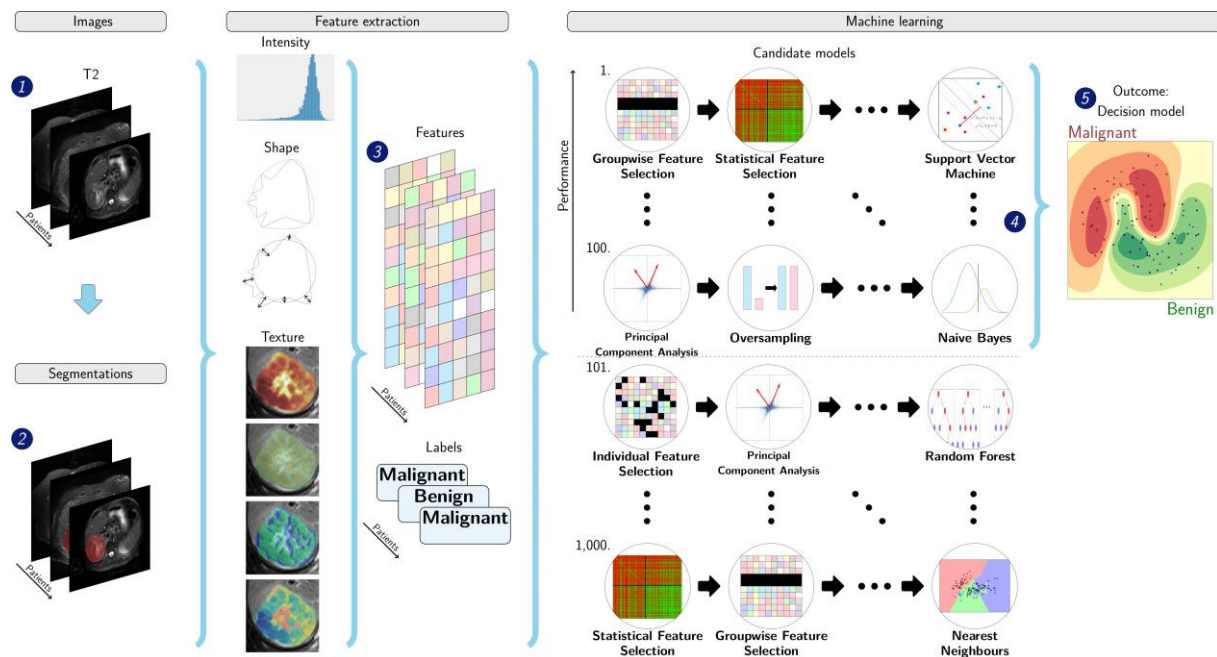 Images
Feature extraction
Machine learning
1
T2
Patients
Segmentations
2
Patients
Intensity
Shape
Texture
3
Features
Patients
Labels
Malignant
Benign
Malignant
Patients
Candidate models
Performance
1.
Groupwise Feature
Selection
Statistical Feature
Selection
Support Vector
Machine
100.
Principal
Component Analysis
Oversampling
Naive Bayes
4
101.
Individual Feature
Selection
Principal
Component Analysis
Random Forest
1,000.
Statistical Feature
Selection
Groupwise Feature
Selection
Nearest
Neighbours
5
Outcome:
Decision model
Malignant
Benign